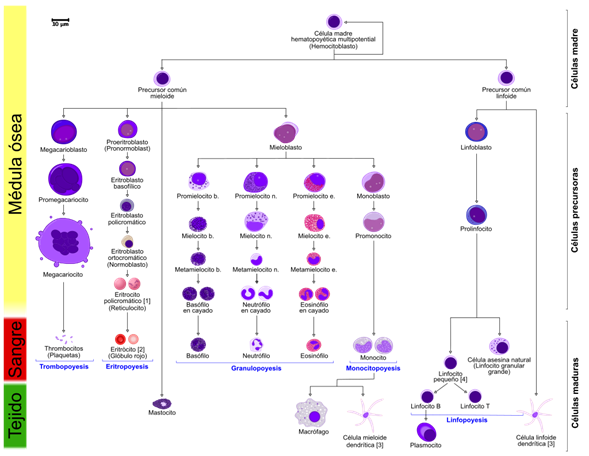 10 µm
Célula madre
hematopoyética multipotential
(Hemocitoblasto)
Precursor común
mieloide
Precursor común
linfoide
Megacarioblasto
Proeritroblasto
(Pronormoblast)
Mieloblasto
Linfoblasto
Promegacariocito
Eritroblasto
basofílico
Promielocito b.
Promielocito n.
Promielocito e.
Monoblasto
Eritroblasto
policromático
Mielocito b.
Mielocito n.
Mielocito e.
Promonocito
Prolinfocito
Megacariocito
Eritroblasto
ortocromático
(Normoblasto)
Metamielocito b.
Metamielocito n.
Metamielocito e.
Eritrocito
policromático [1]
(Reticulocito)
Basófilo
en cayado
Neutrófilo
en cayado
Eosinófilo
en cayado
Thrombocitos
(Plaquetas)
Eritrócito [2]
(Glóbulo rojo)
Basófilo
Neutrófilo
Eosinófilo
Monocito
Linfocito
pequeño [4]
Célula asesina natural
(Linfocito granular
grande)
Trombopoyesis
Eritropoyesis
Granulopoyesis
Monocitopoyesis
Mastocito
Macrófago
Célula mieloide
dendrítica [3]
Linfocito B
Linfocito T
Linfopoyesis
Plasmocito
Célula linfoide
dendrítica [3]
Médula ósea
Sangre
Tejido
Células madre
Células precursoras
Células maduras